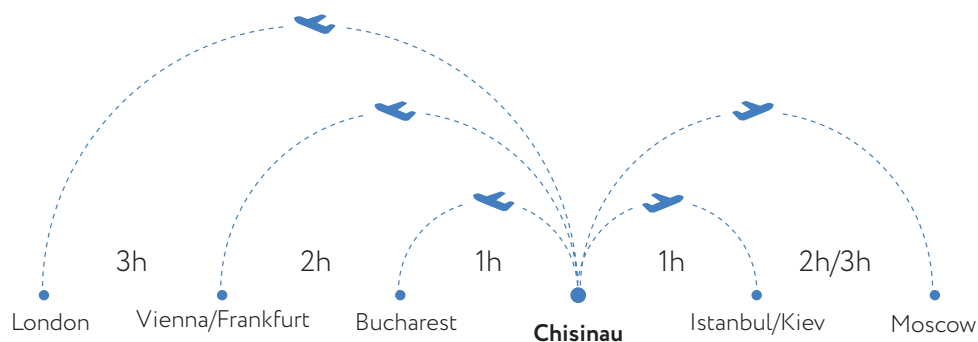 3h 2h 1h 1h 2h/3h
London Vienna/Frankfurt Bucharest Chisinau Istanbul/Kiev Moscow